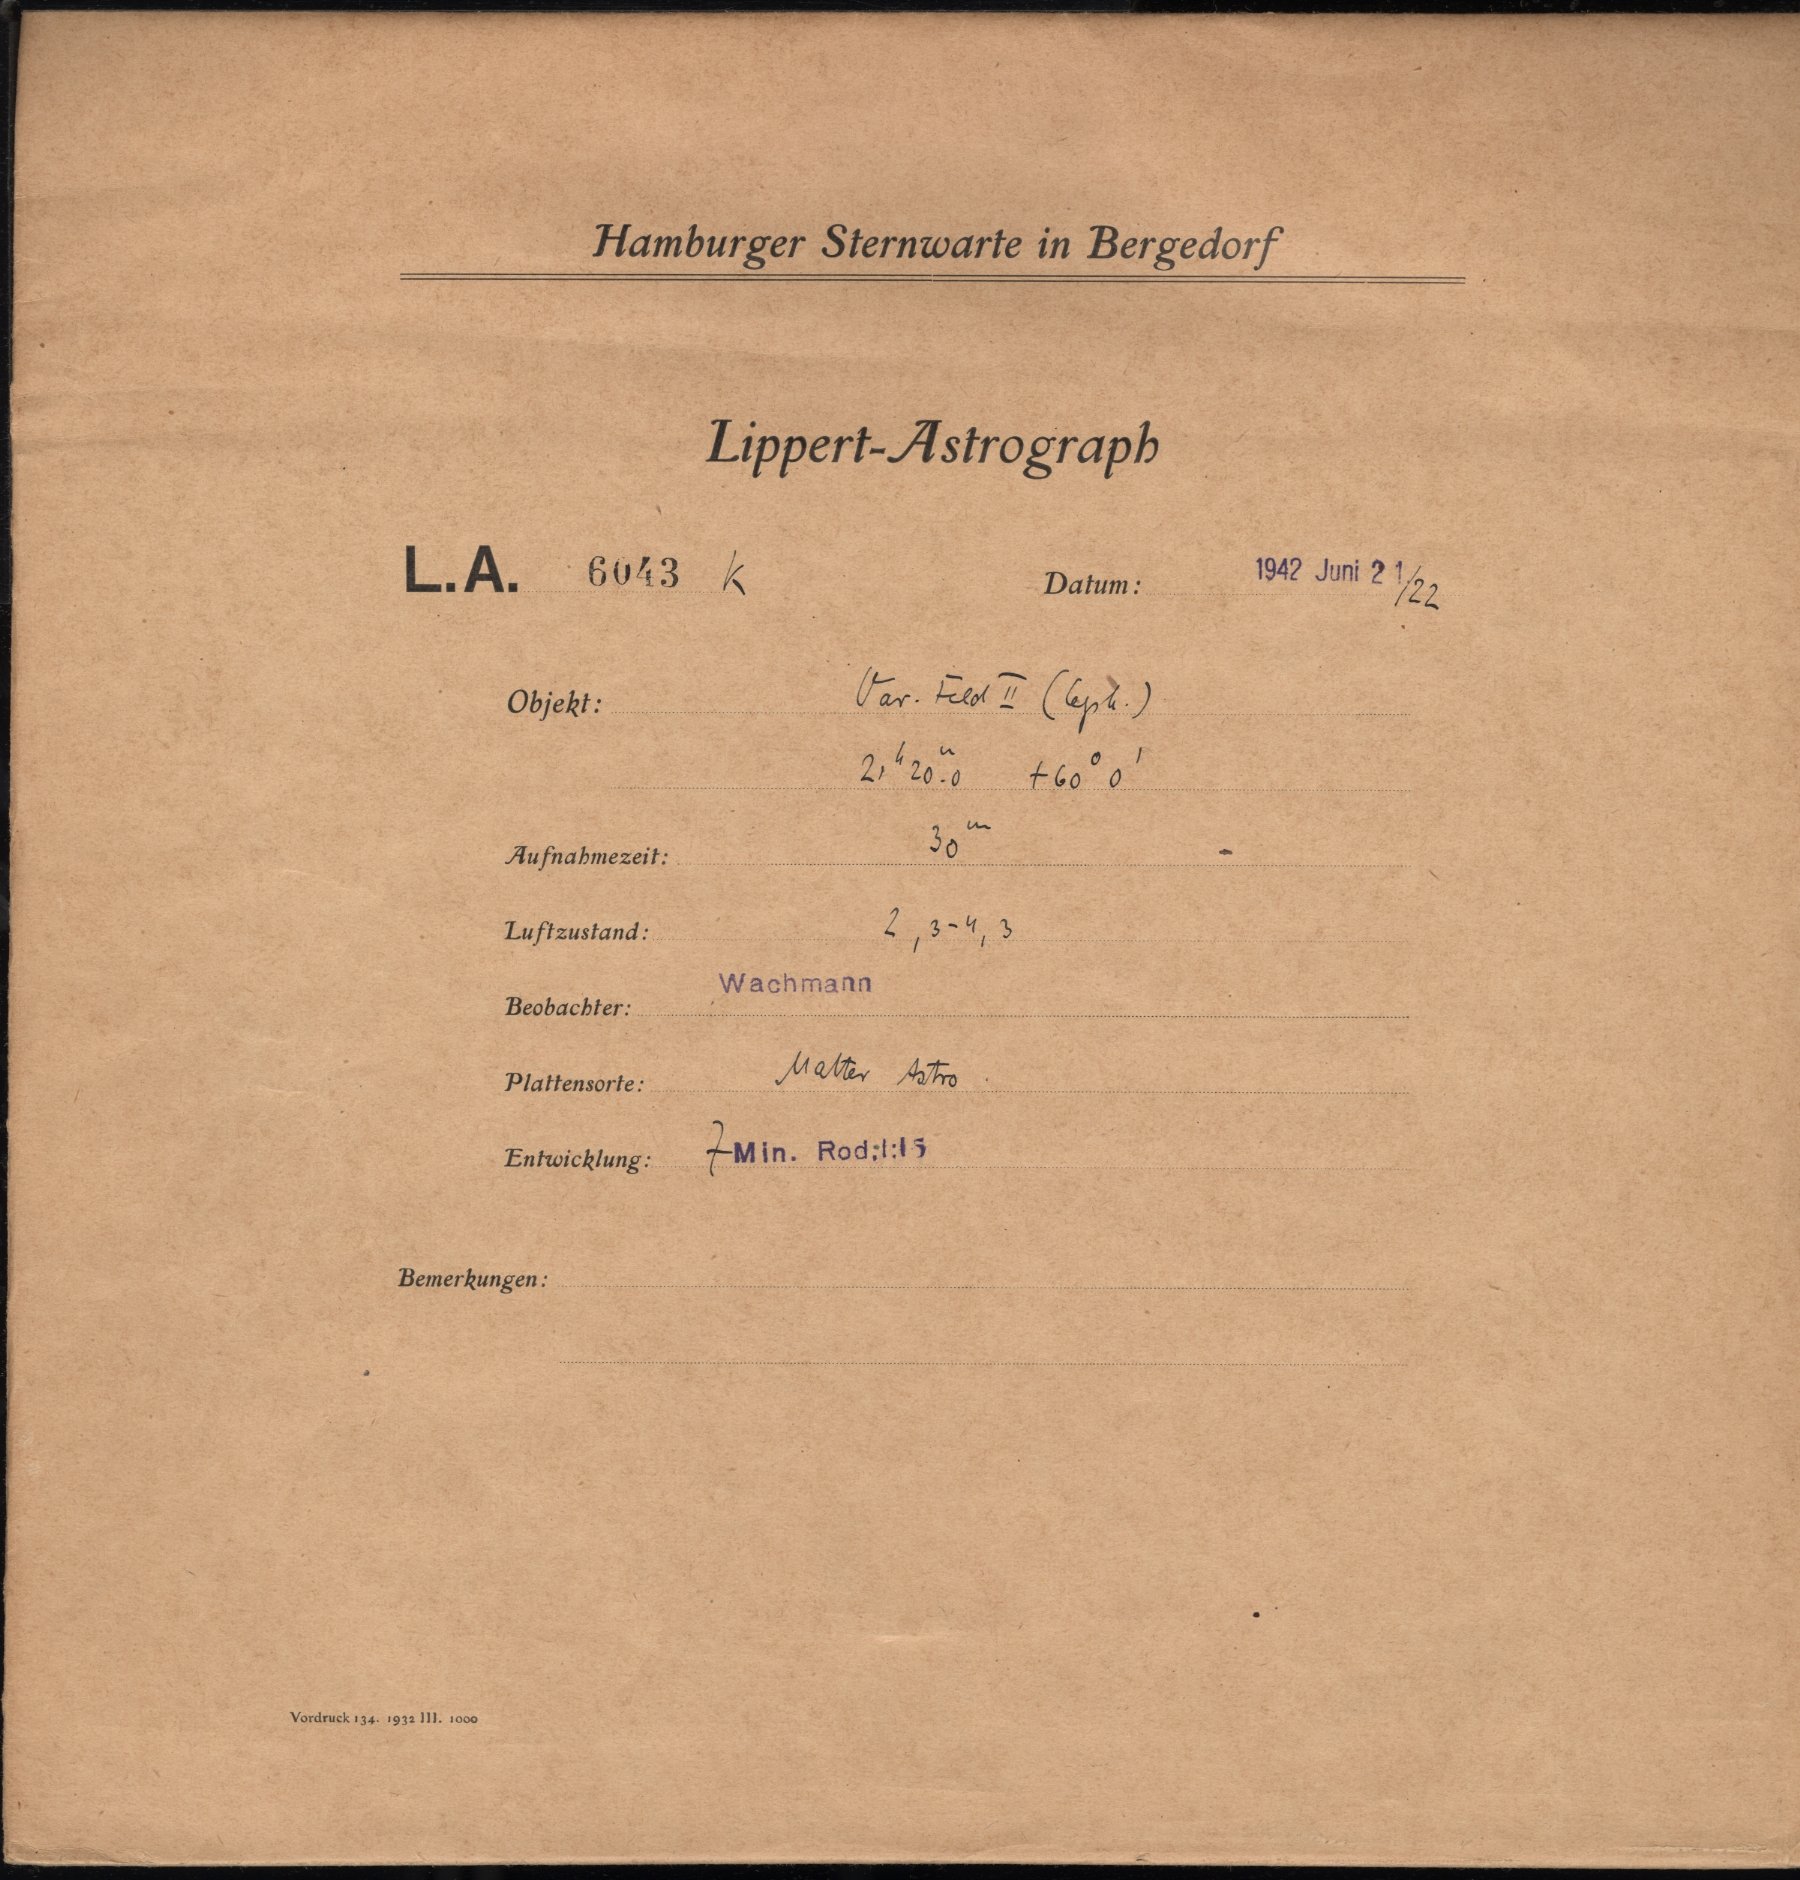 Hamburger Sternwarte in Bergedorf
Lippert-Astrograph
L.A. 6043 K Datum: 1942 Juni 21/22
Objekt: Var. Feld II (Ceph.)
21ʰ20ᵐ.0 +60°0'
Aufnahmezeit: 30ᵐ -
Luftzustand: 2, 3-4, 3
Beobachter: Wachmann
Plattensorte: Matter Astro
Entwicklung: 7 Min. Rod:1:15
Bemerkungen:
Vordruck 134. 1932 III. 1000